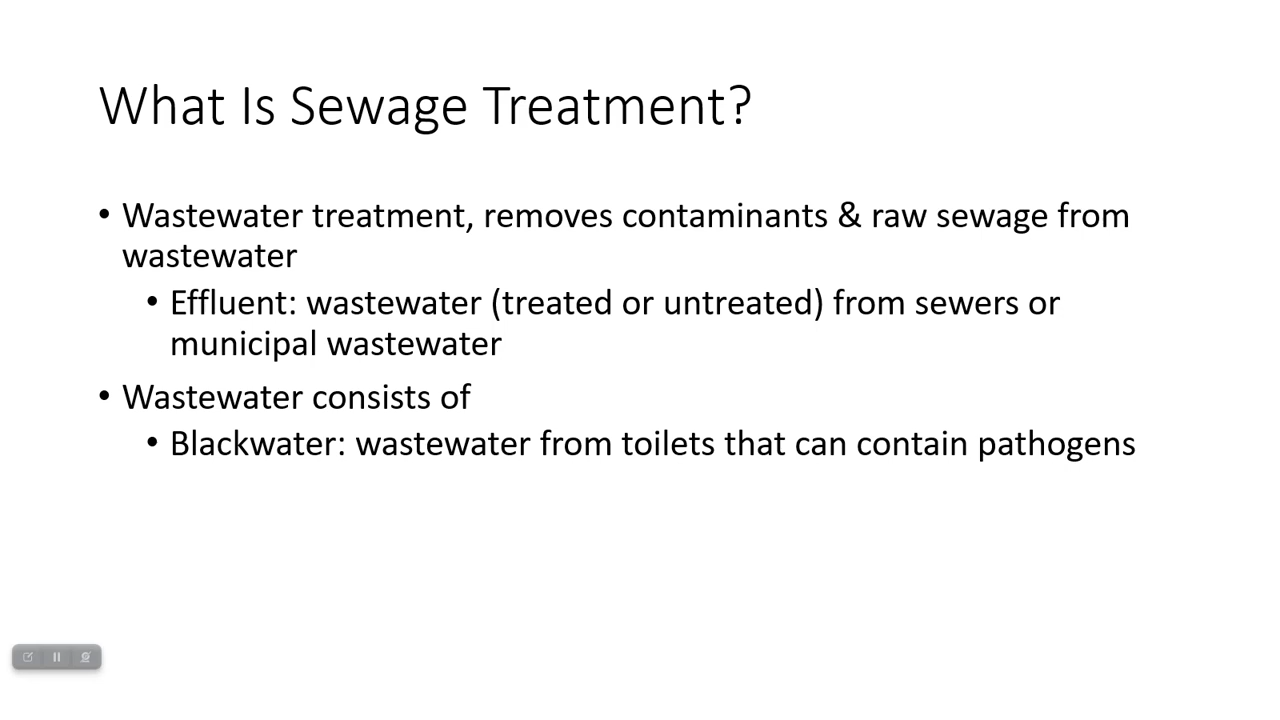 What Is Sewage Treatment?
• Wastewater treatment, removes contaminants & raw sewage from
wastewater
• Effluent: wastewater (treated or untreated) from sewers or
municipal wastewater
• Wastewater consists of
• Blackwater: wastewater from toilets that can contain pathogens